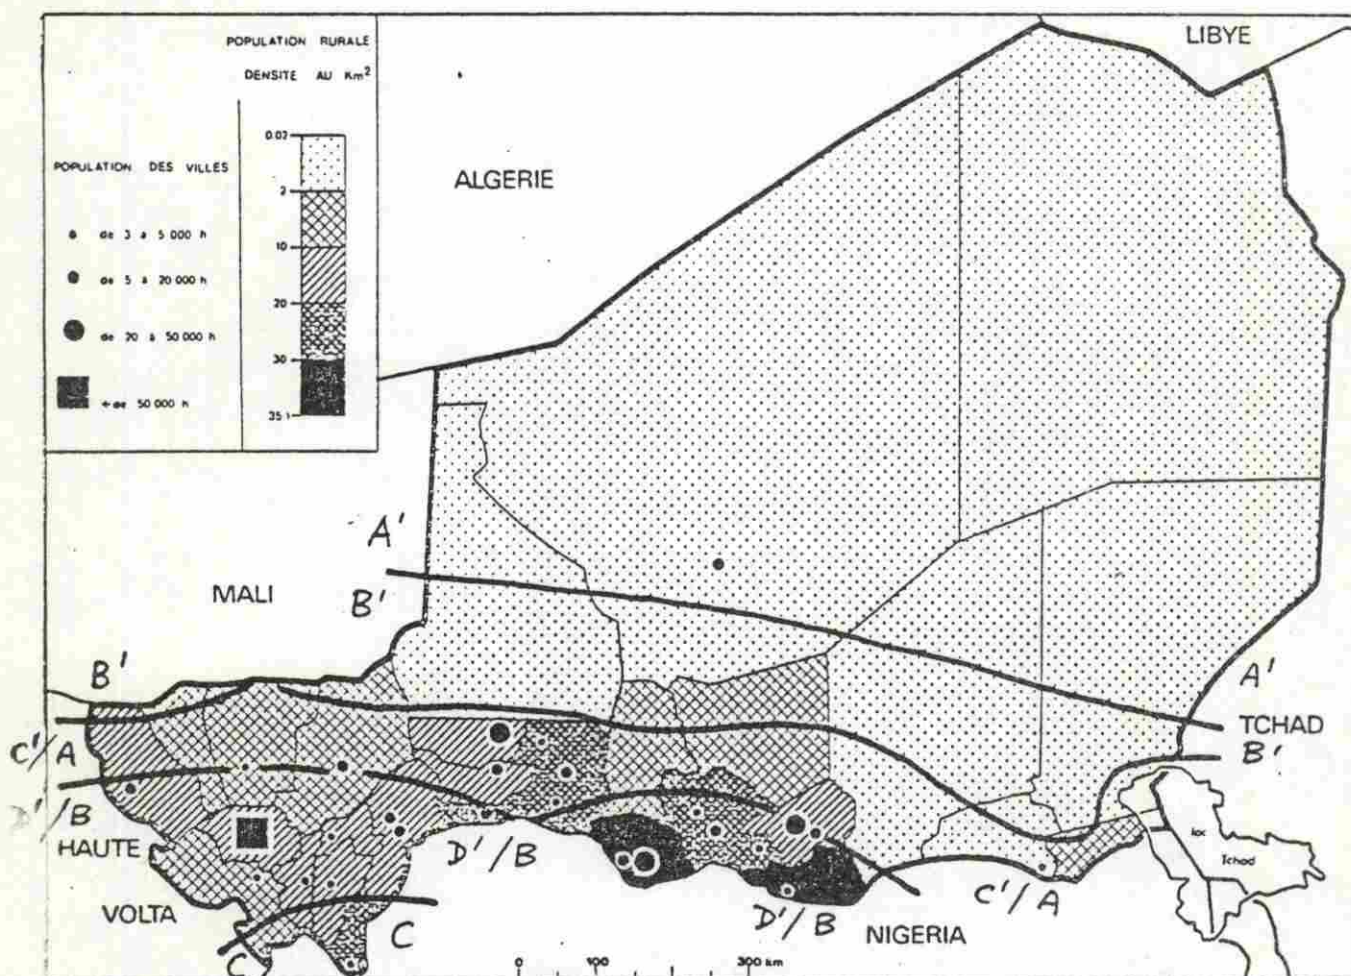 POPULATION RURALE
DENSITE AU Km²
0.03
2
10
20
30
35
POPULATION DES VILLES
de 3 à 5 000 h
de 5 à 20 000 h
de 20 à 50 000 h
+ de 50 000 h
LIBYE
ALGERIE
MALI
A'
B'
B'
C'/A
D'/B
HAUTE
VOLTA
C
C
D'/B
D'/B
C'/A
NIGERIA
A'
TCHAD
B'
lac
Tchad
0 100 300 km